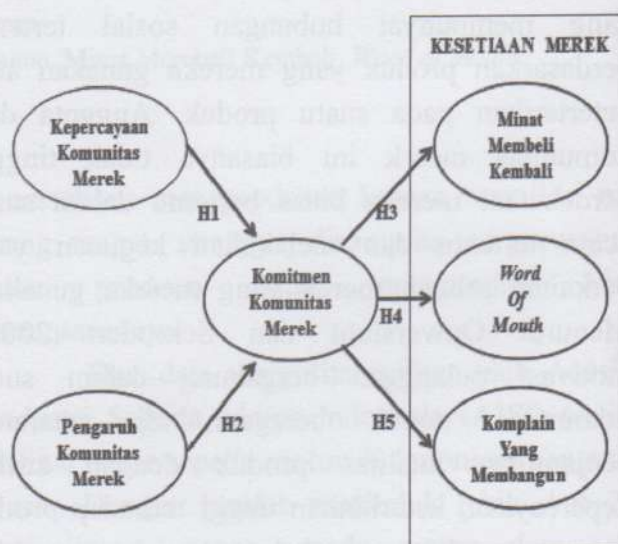 KESETIAAN MEREK
Kepercayaan
Komunitas
Merek
Minat
Membeli
Kembali
H1
H3
Komitmen
Komunitas
Merek
H4
Word
Of
Mouth
H2
H5
Pengaruh
Komunitas
Merek
Komplain
Yang
Membangun